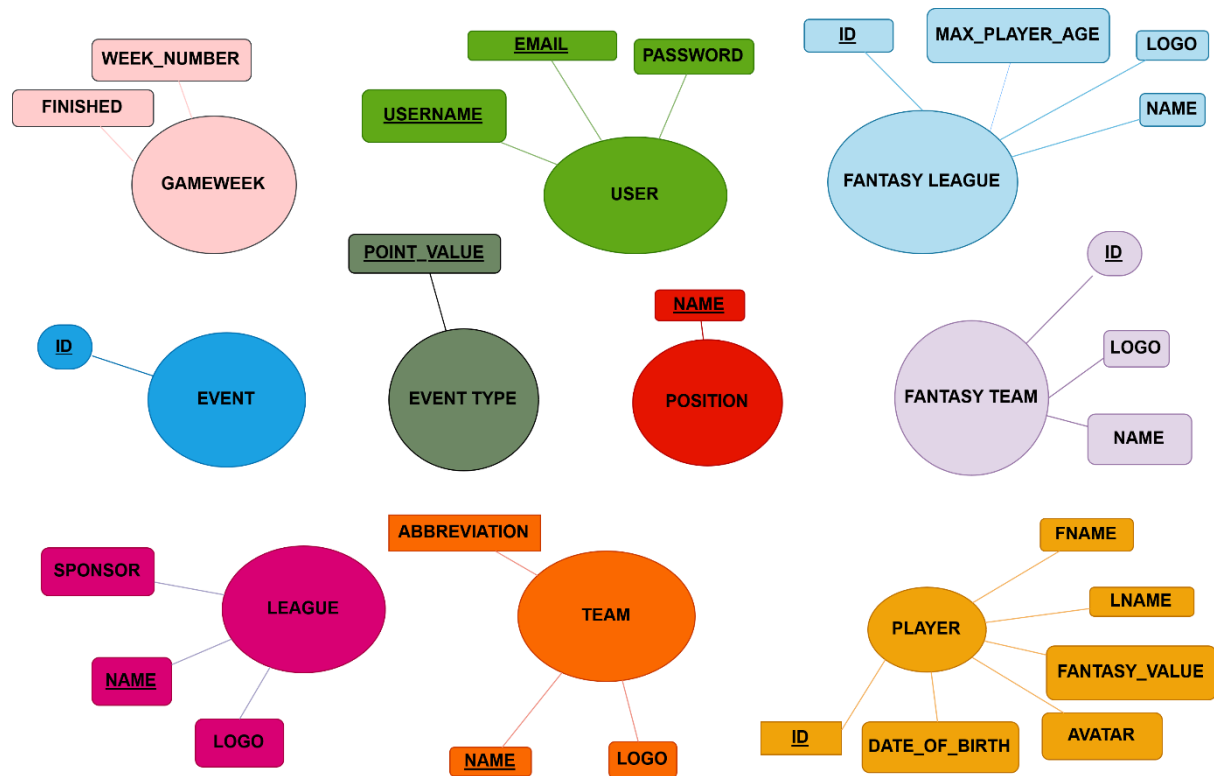 EMAIL
MAX_PLAYER_AGE
ID
PASSWORD
LOGO
WEEK_NUMBER
FINISHED
USERNAME
NAME
GAMEWEEK
USER
FANTASY LEAGUE
POINT_VALUE
ID
NAME
ID
LOGO
EVENT
EVENT TYPE
POSITION
FANTASY TEAM
NAME
ABBREVIATION
FNAME
SPONSOR
LEAGUE
TEAM
LNAME
PLAYER
FANTASY_VALUE
NAME
ID
DATE_OF_BIRTH
AVATAR
LOGO
NAME
LOGO